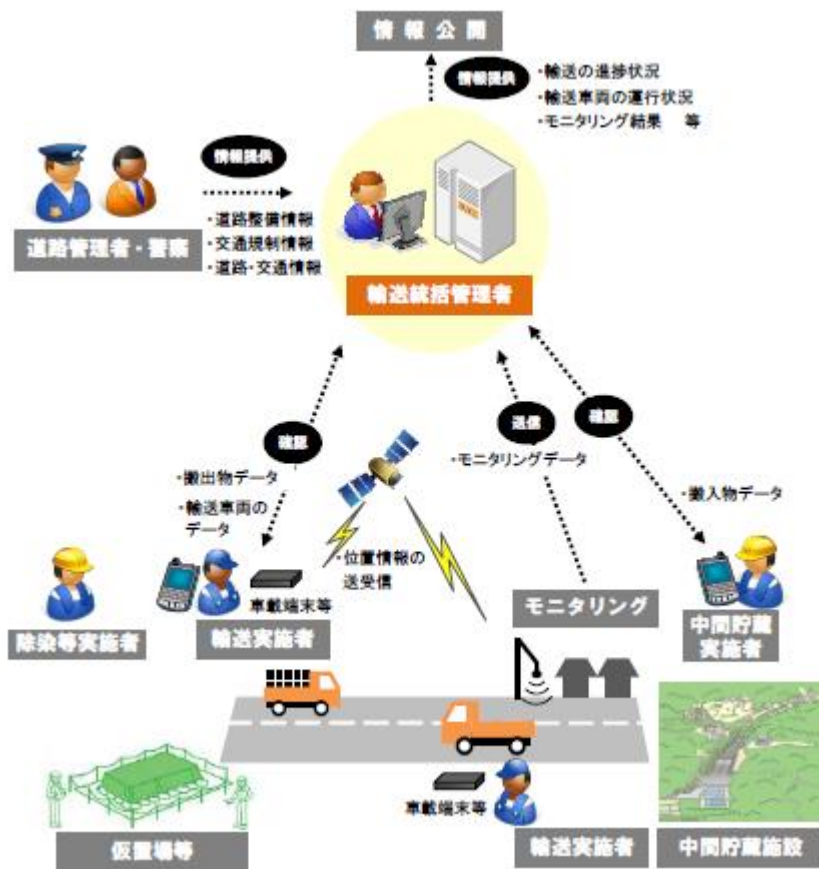 情報公開
情報提供
・輸送の進捗状況
・輸送車両の運行状況
・モニタリング結果 等
情報提供
・道路整備情報
・交通規制情報
・道路・交通情報
道路管理者・警察
輸送統括管理者
確認
・搬出物データ
・輸送車両の
データ
送信
・モニタリングデータ
確認
・搬入物データ
・位置情報の
送受信
車載端末等
除染等実施者
輸送実施者
モニタリング
中間貯蔵
実施者
車載端末等
仮置場等
輸送実施者
中間貯蔵施設